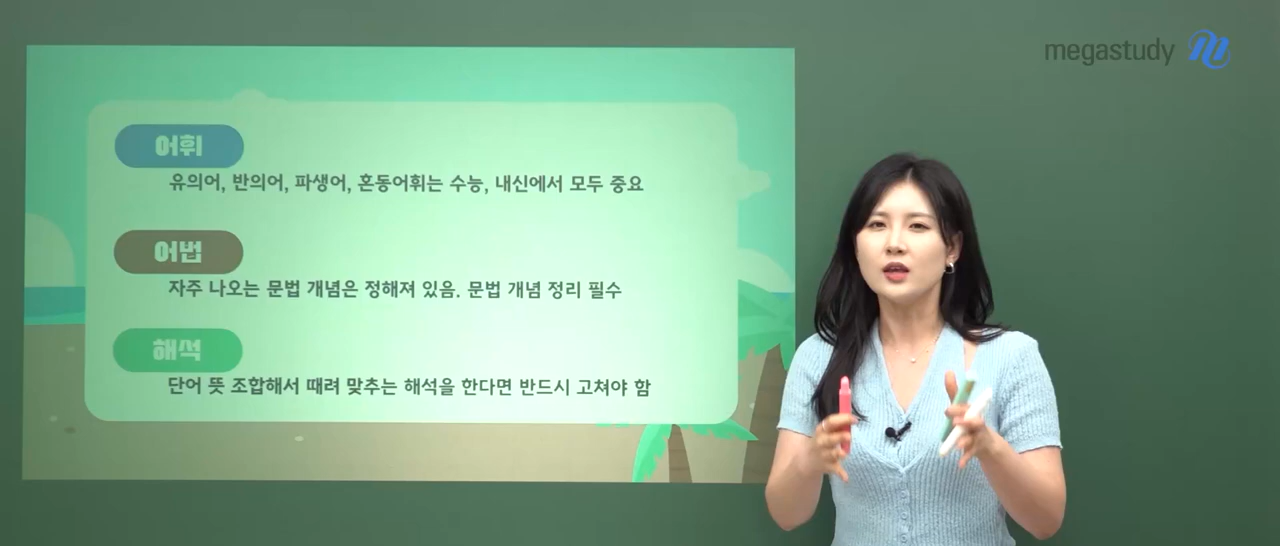 megastudy
어휘
유의어, 반의어, 파생어, 혼동어휘는 수능, 내신에서 모두 중요
어법
자주 나오는 문법 개념은 정해져 있음. 문법 개념 정리 필수
해석
단어 뜻 조합해서 때려 맞추는 해석을 한다면 반드시 고쳐야 함